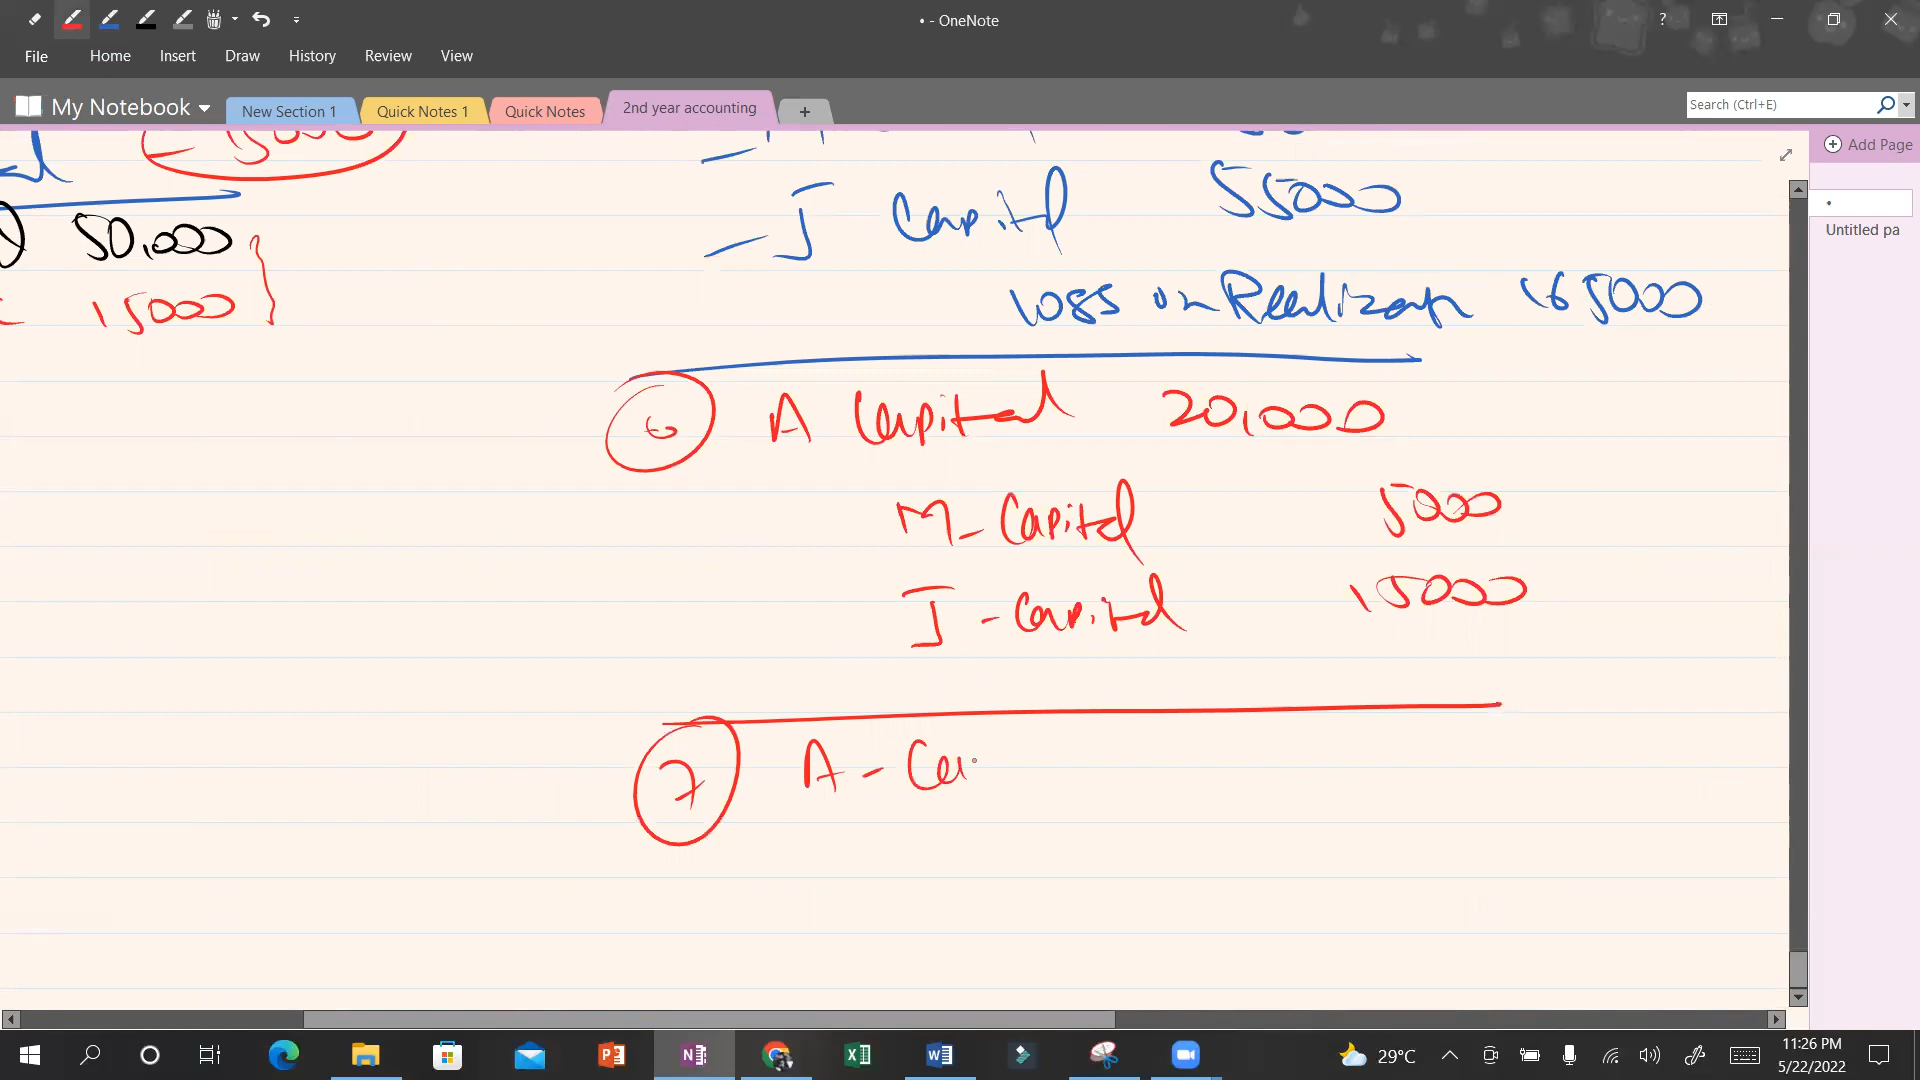 • - OneNote
File
Home
Insert
Draw
History
Review
View
My Notebook
New Section 1
Quick Notes 1
Quick Notes
2nd year accounting
+
Search (Ctrl+E)
Add Page
•
Untitled pa
50,000
15000
J Capital 55000
loss on Realization 165000
6 A Capital 20,000
M - Capital 5000
J - Capital 15000
7 A - Ca
29°C
11:26 PM
5/22/2022